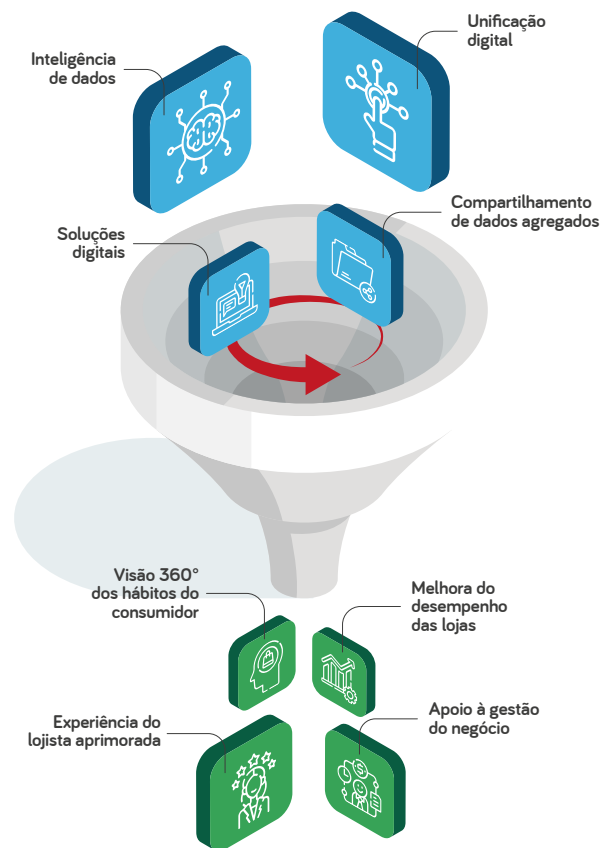 Unificação
digital
Inteligência
de dados
Compartilhamento
de dados agregados
Soluções
digitais
Visão 360°
dos hábitos do
consumidor
Melhora do
desempenho
das lojas
Experiência do
lojista aprimorada
Apoio à gestão
do negócio